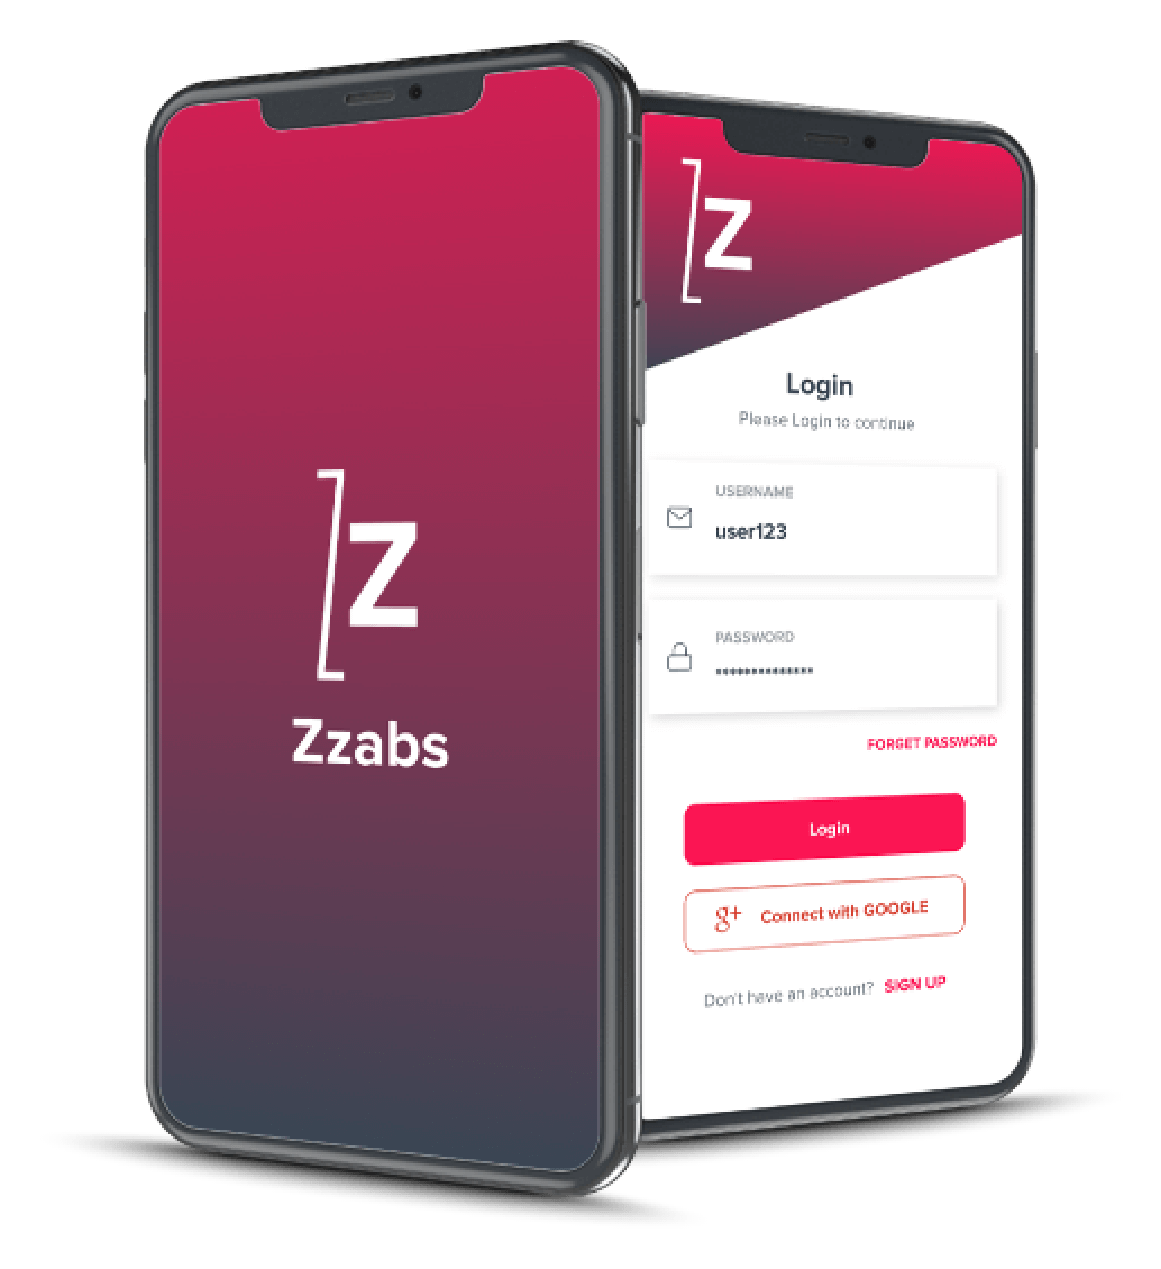 Z
Zzabs
Z
Login
Please Login to continue
USERNAME
user123
PASSWORD
FORGET PASSWORD
Login
g+ Connect with GOOGLE
Don't have an account? SIGN UP